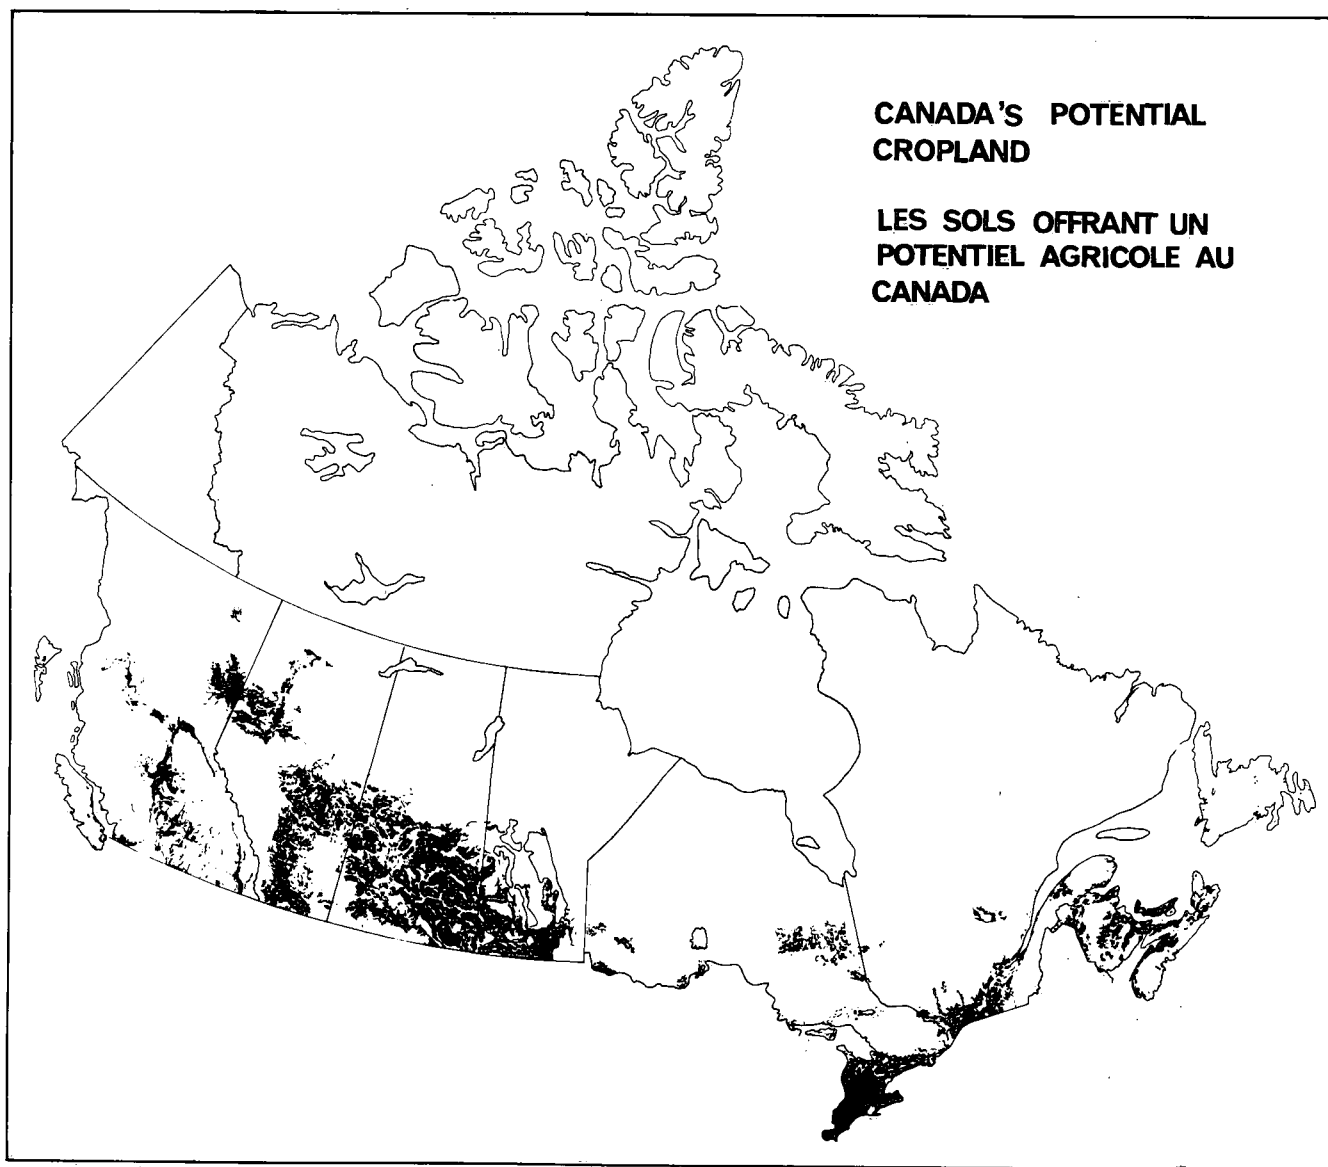 CANADA'S POTENTIAL
CROPLAND
LES SOLS OFFRANT UN
POTENTIEL AGRICOLE AU
CANADA